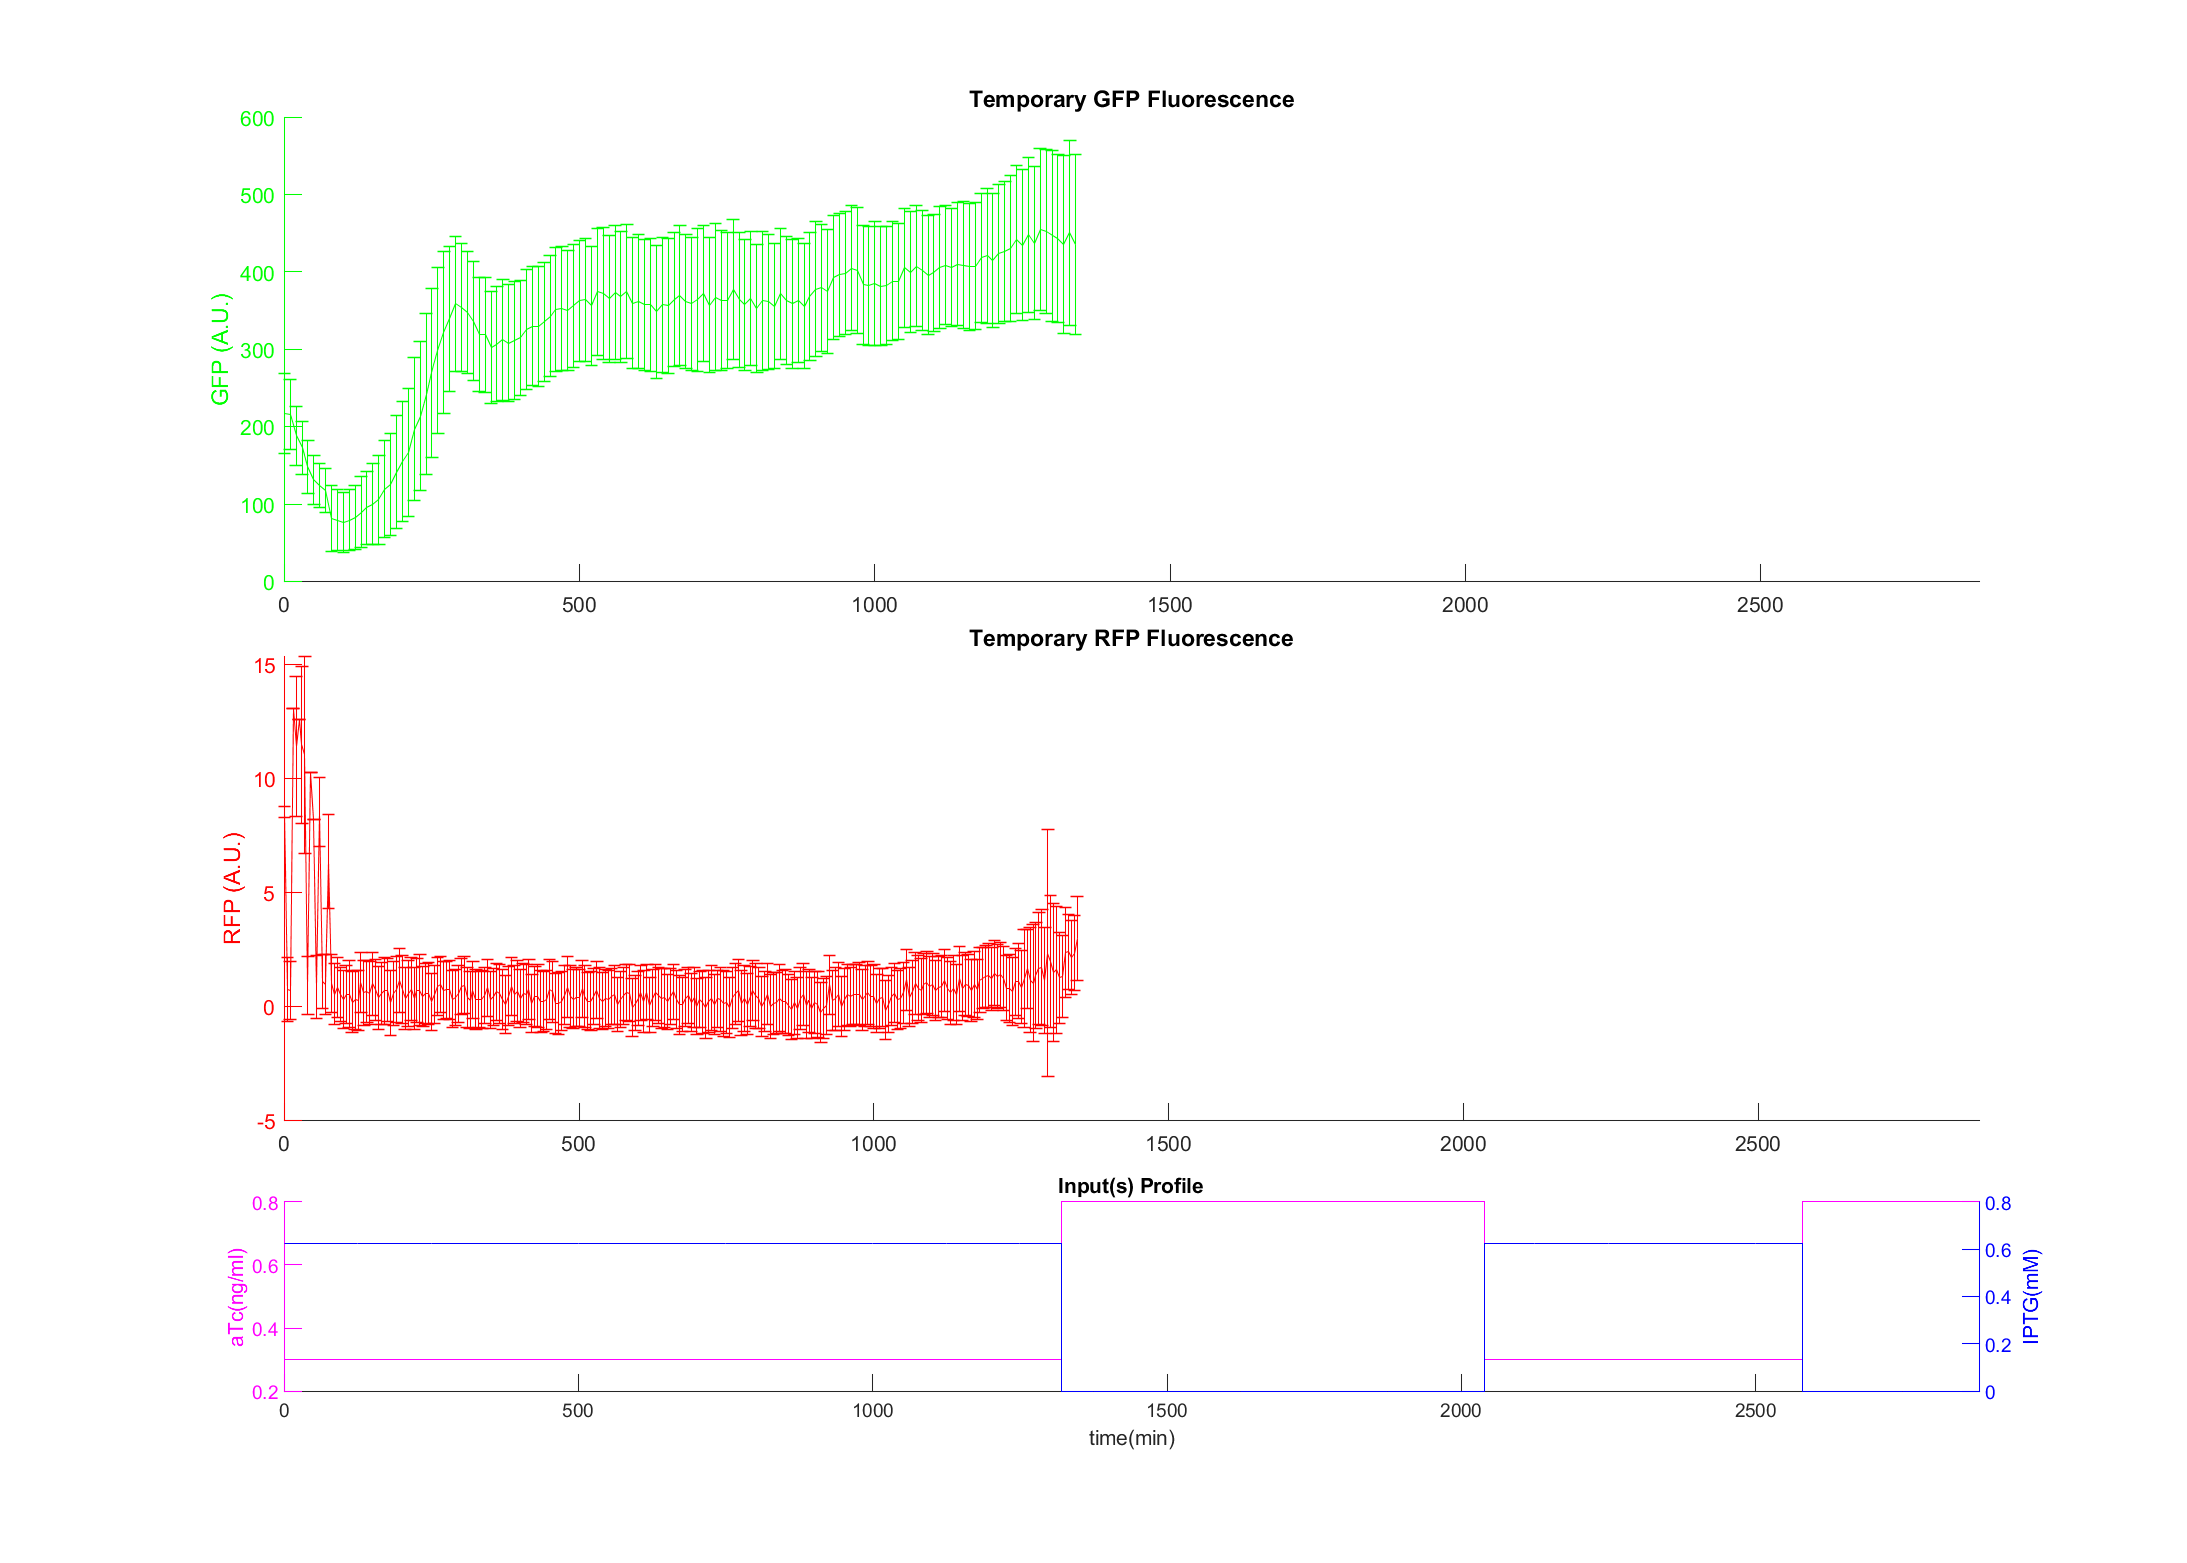 Temporary GFP Fluorescence
600
500
400
300
200
100
0
GFP (A.U.)
0 500 1000 1500 2000 2500
Temporary RFP Fluorescence
15
10
5
0
-5
RFP (A.U.)
0 500 1000 1500 2000 2500
Input(s) Profile
0.8
0.6
0.4
0.2
aTc(ng/ml)
0.8
0.6
0.4
0.2
0
IPTG(mM)
0 500 1000 1500 2000 2500
time(min)